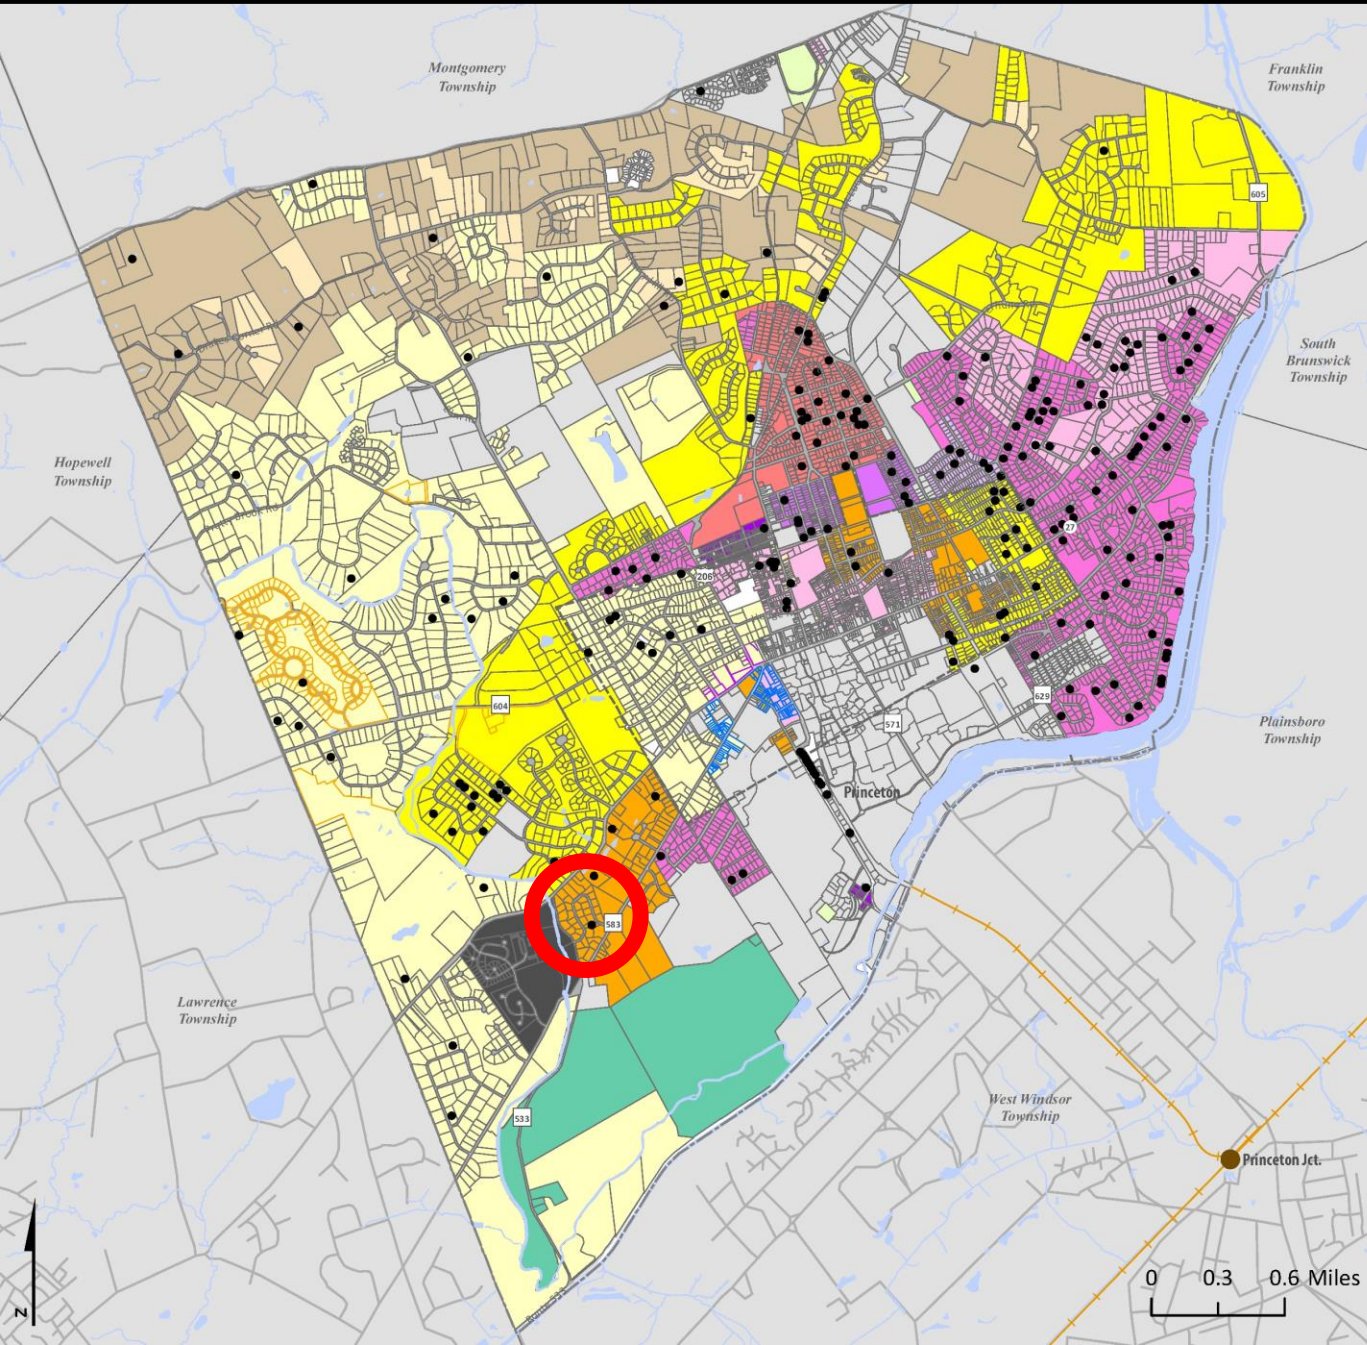 Montgomery
Township
Franklin
Township
605
South
Brunswick
Township
Hopewell
Township
27
206
604
629
571
Plainsboro
Township
Princeton
583
Lawrence
Township
533
West Windsor
Township
Princeton Jct.
0 0.3 0.6 Miles
N